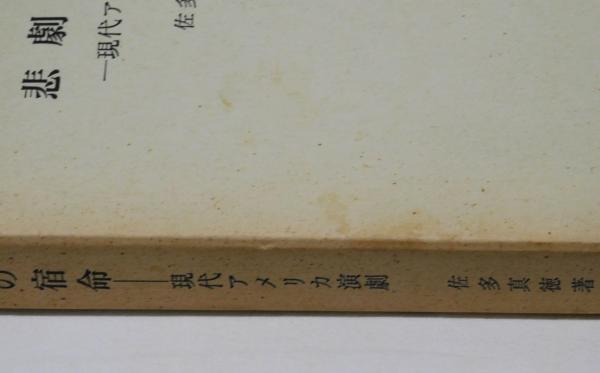 悲劇
―現代ア
佐多
の宿命――現代アメリカ演劇 佐多真徳著